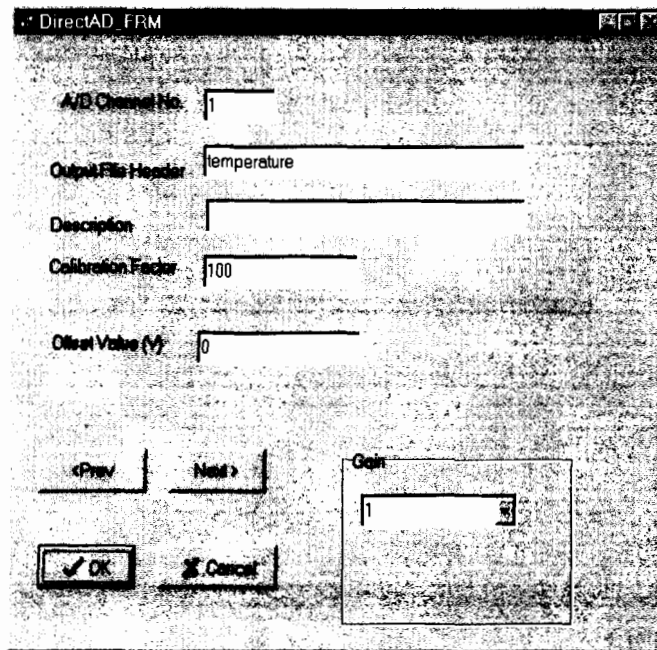 DirectAD_FRM
A/D Channel No. 1
Output File Header temperature
Description
Calibration Factor 100
Offset Value (V) 0
<Prev Next >
Gain
1
OK Cancel